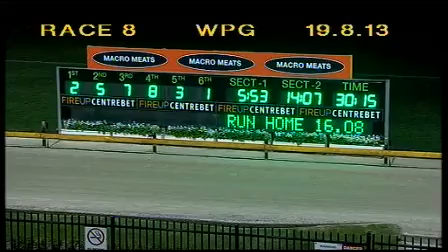 RACE 8 WPG 19.8.13
MACRO MEATS MACRO MEATS MACRO MEATS
1ST 2ND 3RD 4TH 5TH 6TH SECT-1 SECT-2 TIME
2 5 7 8 3 1 5:53 14:07 30:15
FIREUP CENTREBET FIREUP CENTREBET FIREUP CENTREBET FIREUP CENTREBET
RUN HOME 16.08
DANGER